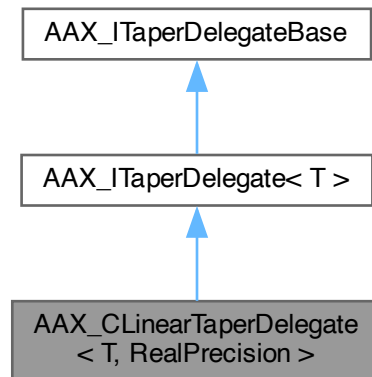 AAX_ITaperDelegateBase
AAX_ITaperDelegate< T >
AAX_CLinearTaperDelegate
< T, RealPrecision >